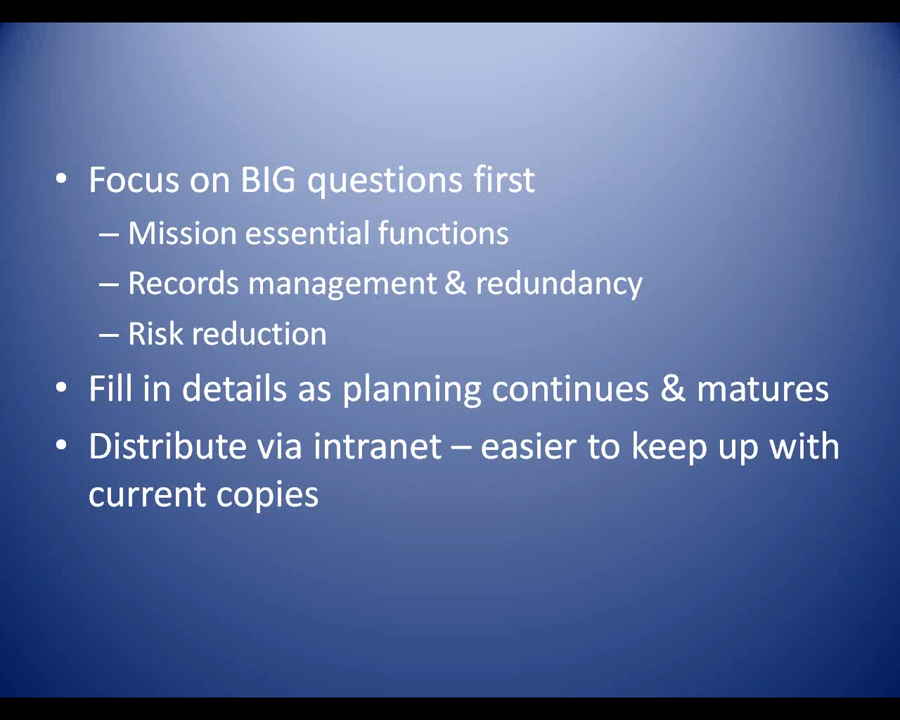 • Focus on BIG questions first
– Mission essential functions
– Records management & redundancy
– Risk reduction
• Fill in details as planning continues & matures
• Distribute via intranet – easier to keep up with
current copies